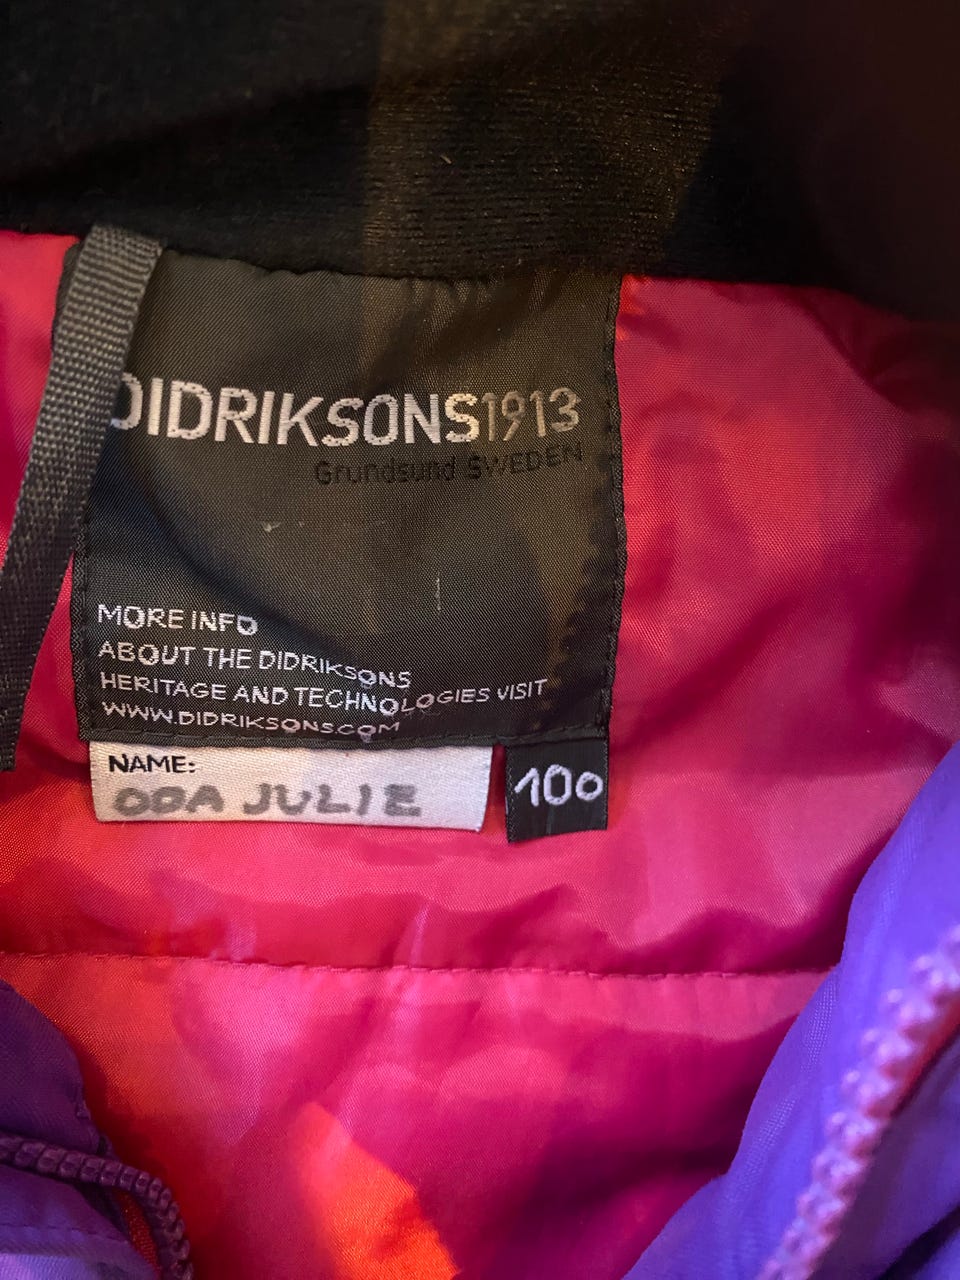 DIDRIKSONS1913
Grundsund SWEDEN
MORE INFO
ABOUT THE DIDRIKSONS
HERITAGE AND TECHNOLOGIES VISIT
WWW.DIDRIKSONS.COM
NAME:
ODA JULIE
100